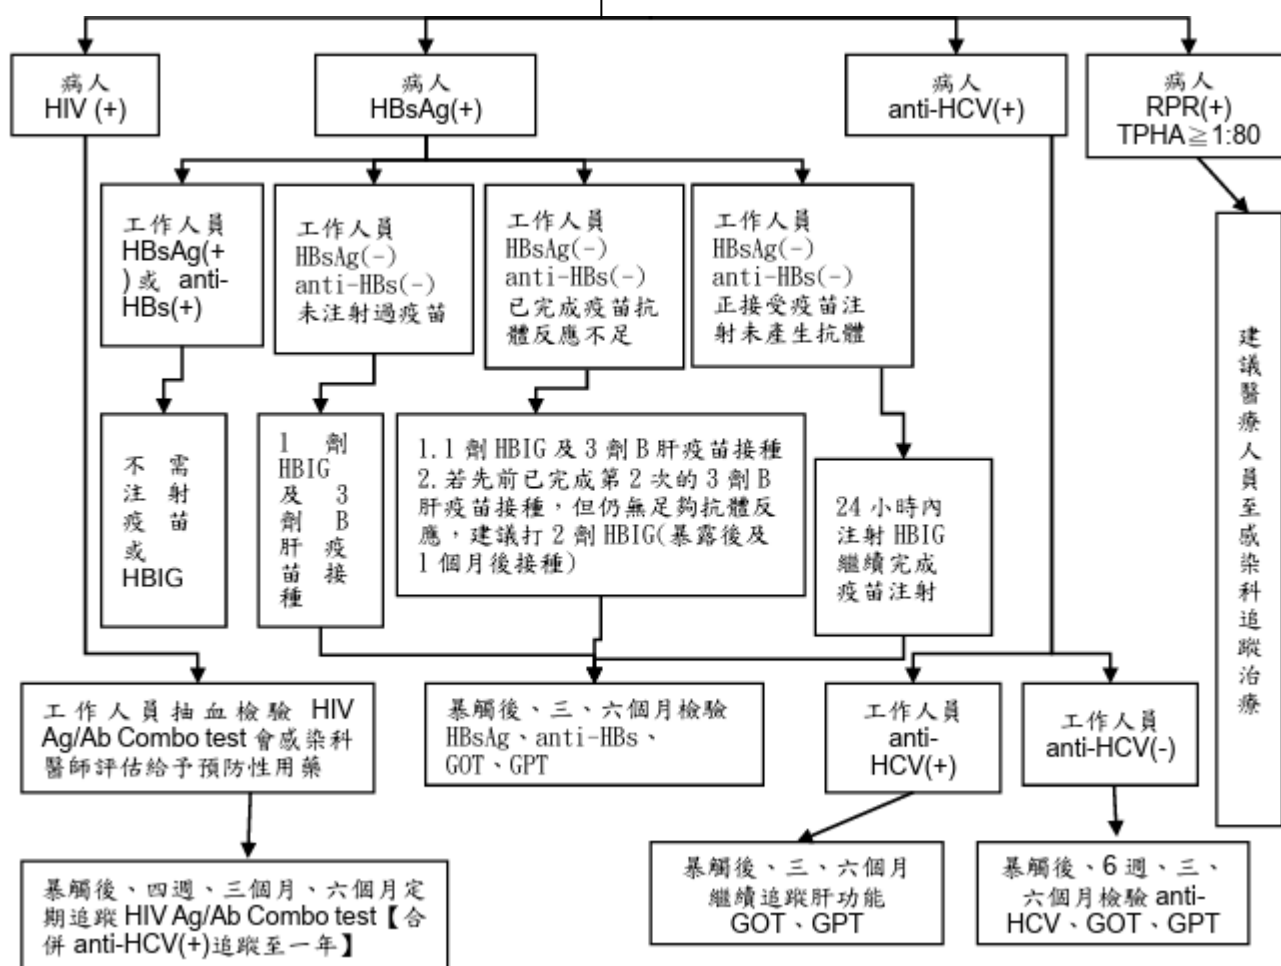 病人
HIV (+)
病人
HBsAg(+)
病人
anti-HCV(+)
病人
RPR(+)
TPHA≧1:80
工作人員
HBsAg(+
)或 anti-
HBs(+)
工作人員
HBsAg(-)
anti-HBs(-)
未注射過疫苗
工作人員
HBsAg(-)
anti-HBs(-)
已完成疫苗抗
體反應不足
工作人員
HBsAg(-)
anti-HBs(-)
正接受疫苗注
射未產生抗體
建議醫療人員至感染科追蹤治療
不需
注射
疫苗
或
HBIG
1 劑
HBIG
及 3
劑 B
肝疫
苗接
種
1.1 劑 HBIG 及 3 劑 B 肝疫苗接種
2.若先前已完成第 2 次的 3 劑 B
肝疫苗接種，但仍無足夠抗體反
應，建議打 2 劑 HBIG(暴露後及
1 個月後接種)
24 小時內
注射 HBIG
繼續完成
疫苗注射
工作人員抽血檢驗 HIV
Ag/Ab Combo test 會感染科
醫師評估給予預防性用藥
暴觸後、三、六個月檢驗
HBsAg、anti-HBs、
GOT、GPT
工作人員
anti-
HCV(+)
工作人員
anti-HCV(-)
暴觸後、四週、三個月、六個月定
期追蹤 HIV Ag/Ab Combo test【合
併 anti-HCV(+)追蹤至一年】
暴觸後、三、六個月
繼續追蹤肝功能
GOT、GPT
暴觸後、6 週、三、
六個月檢驗 anti-
HCV、GOT、GPT